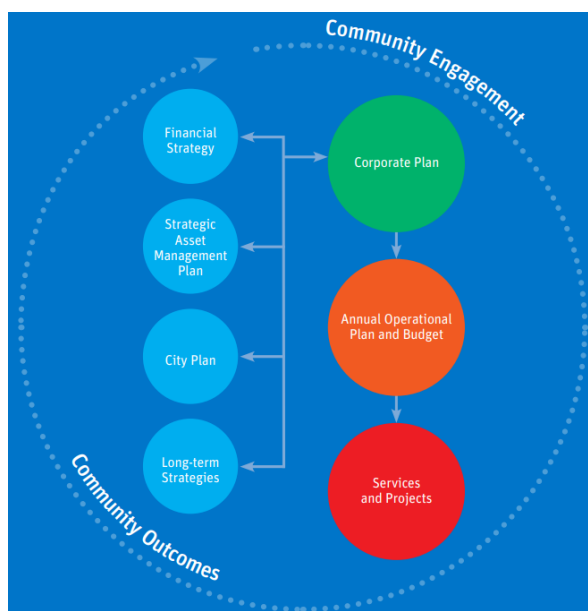 Community Engagement
Financial
Strategy
Corporate Plan
Strategic
Asset
Management
Plan
Annual Operational
Plan and Budget
City Plan
Long-term
Strategies
Services
and Projects
Community Outcomes